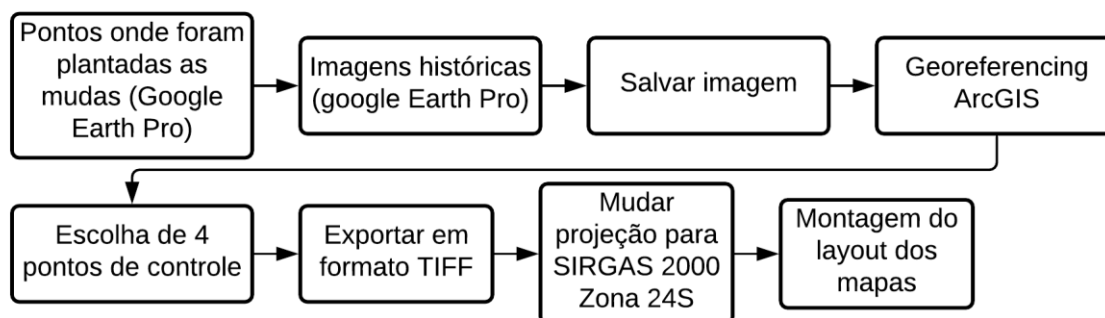 Pontos onde foram
plantadas as
mudas (Google
Earth Pro)
Imagens históricas
(google Earth Pro)
Salvar imagem
Georeferencing
ArcGIS
Escolha de 4
pontos de controle
Exportar em
formato TIFF
Mudar
projeção para
SIRGAS 2000
Zona 24S
Montagem do
layout dos
mapas